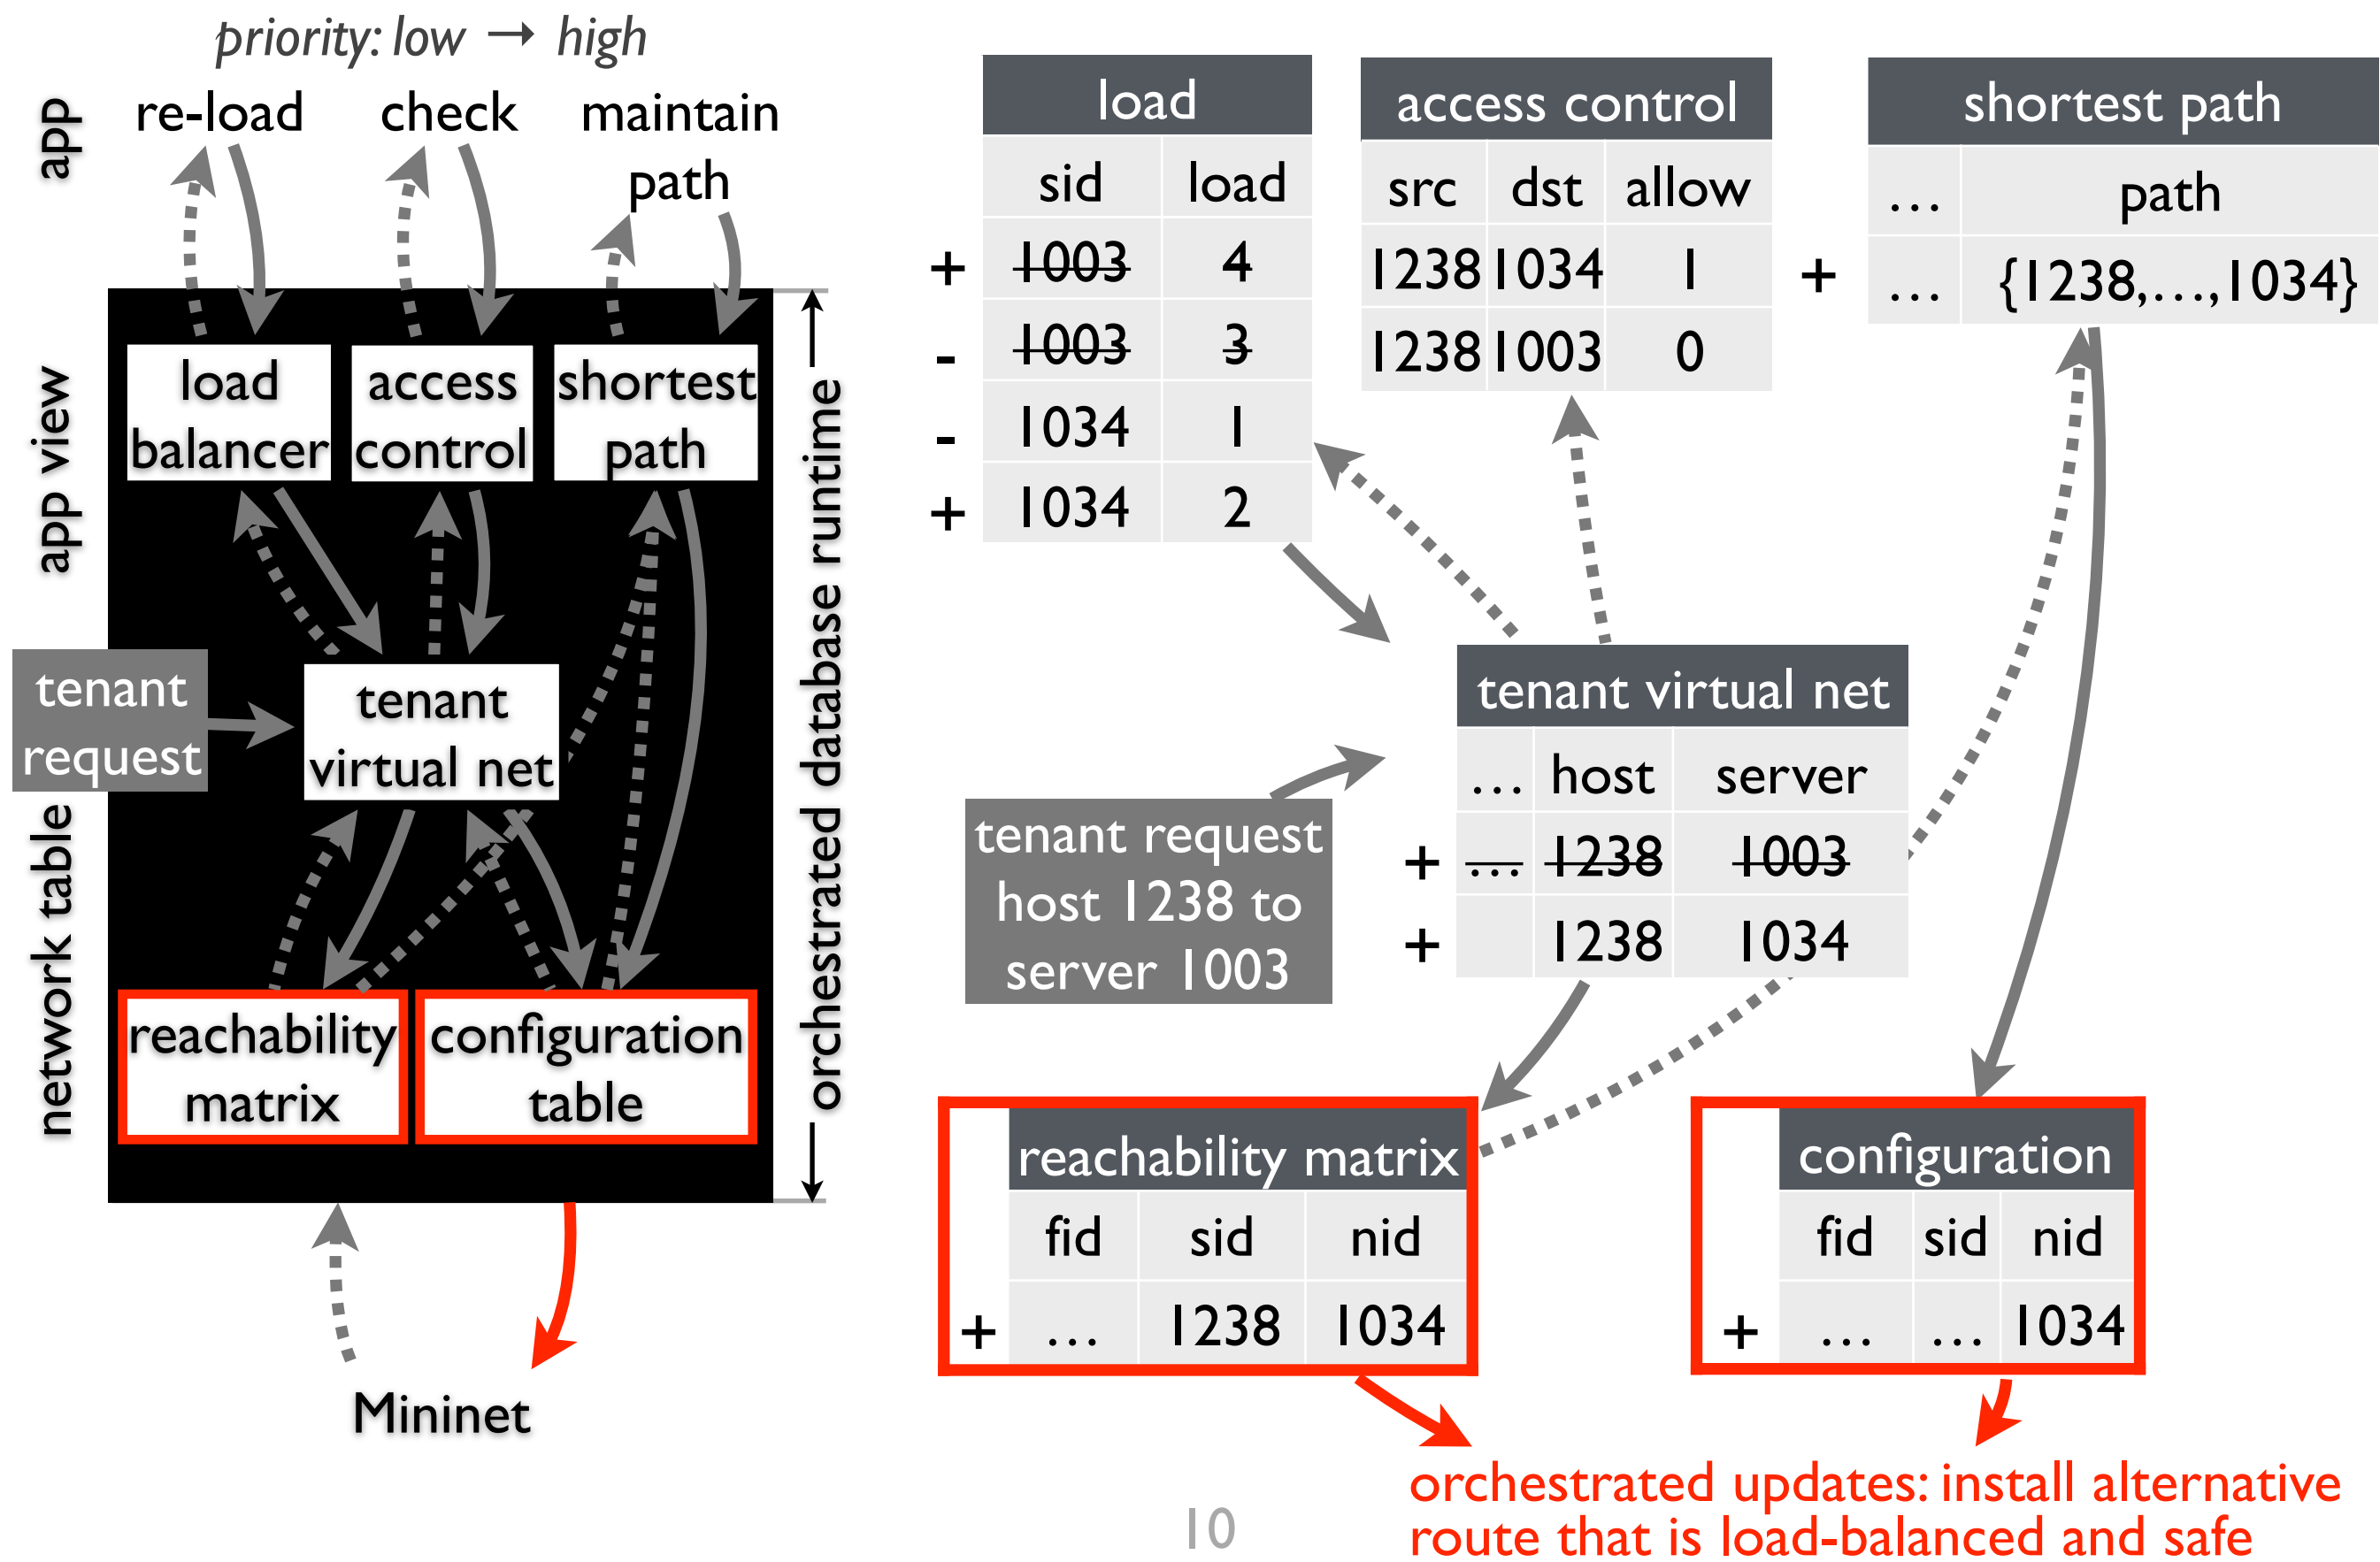 priority: low → high
app
re-load
check
maintain
path
app view
load
balancer
access
control
shortest
path
orchestrated database runtime
tenant
request
tenant
virtual net
network table
reachability
matrix
configuration
table
Mininet
load
sid load
+ 1003 4
- 1003 3
- 1034 1
+ 1034 2
access control
src dst allow
1238 1034 1
1238 1003 0
shortest path
… path
+ … {1238,…,1034}
tenant virtual net
… host server
+ … 1238 1003
+ 1238 1034
tenant request
host 1238 to
server 1003
reachability matrix
fid sid nid
+ … 1238 1034
configuration
fid sid nid
+ … … 1034
orchestrated updates: install alternative
route that is load-balanced and safe
10